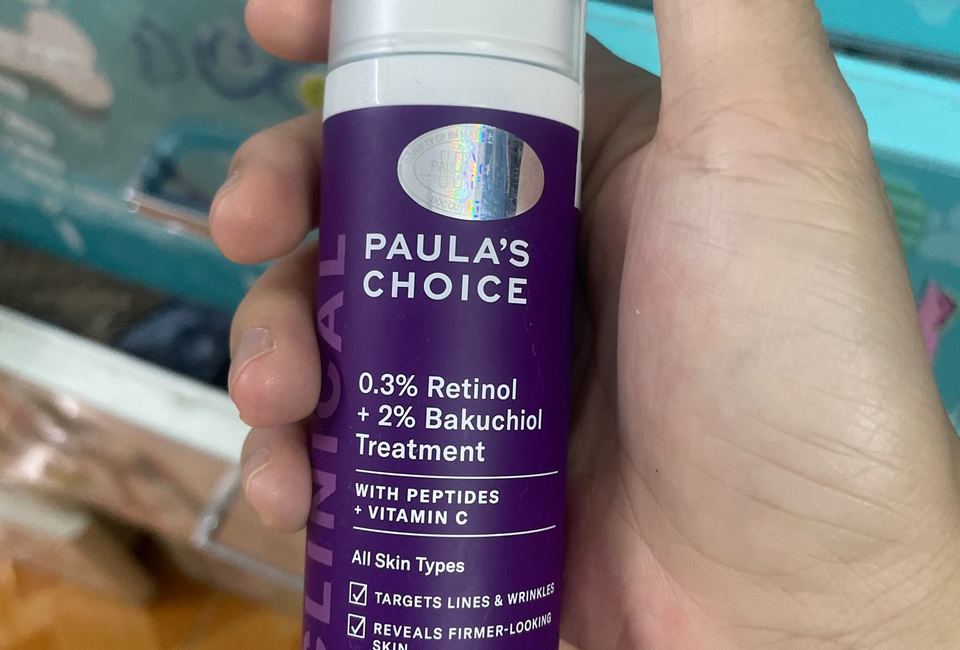 PAULA'S
CHOICE
0.3% Retinol
+ 2% Bakuchiol
Treatment
WITH PEPTIDES
+ VITAMIN C
All Skin Types
☑ TARGETS LINES & WRINKLES
☑ REVEALS FIRMER-LOOKING
SKIN
CLINICAL